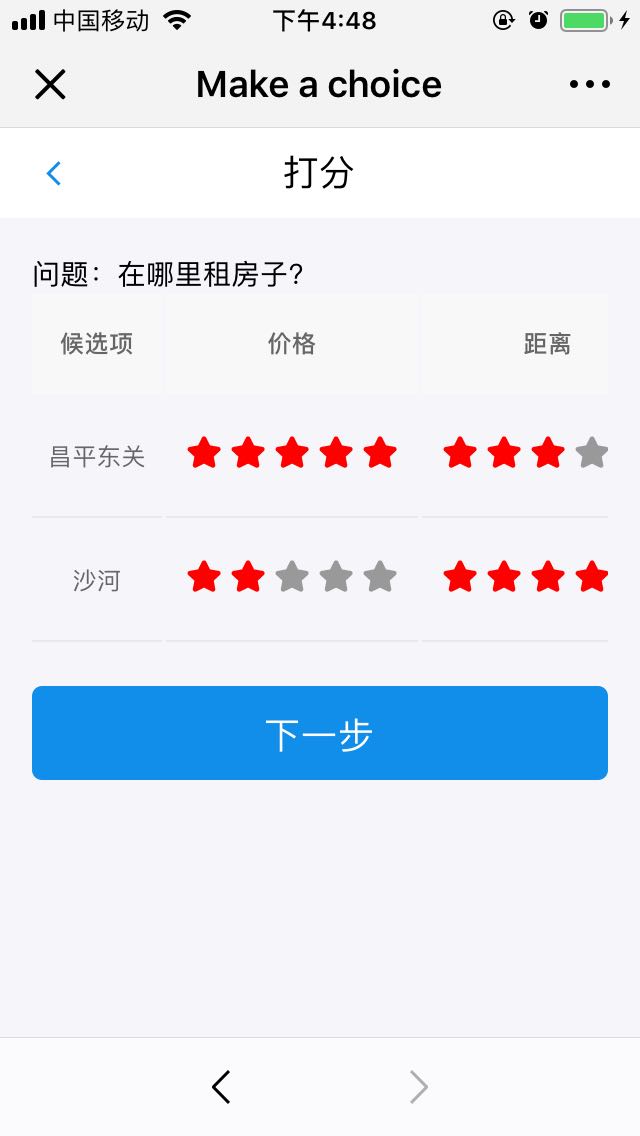 中国移动 下午4:48
Make a choice
打分
问题：在哪里租房子?
候选项 价格 距离
昌平东关
沙河
下一步